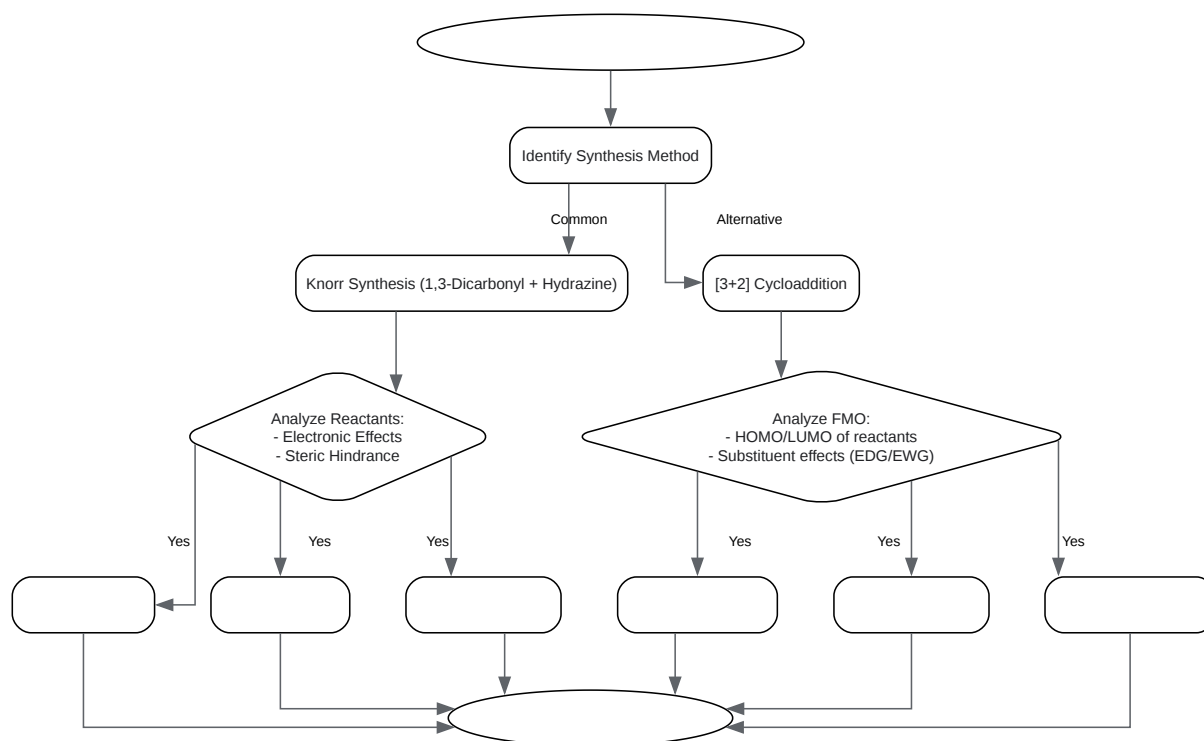 Identify Synthesis Method
Common
Alternative
Knorr Synthesis (1,3-Dicarbonyl + Hydrazine)
[3+2] Cycloaddition
Analyze Reactants:
- Electronic Effects
- Steric Hindrance
Analyze FMO:
- HOMO/LUMO of reactants
- Substituent effects (EDG/EWG)
Yes
Yes
Yes
Yes
Yes
Yes